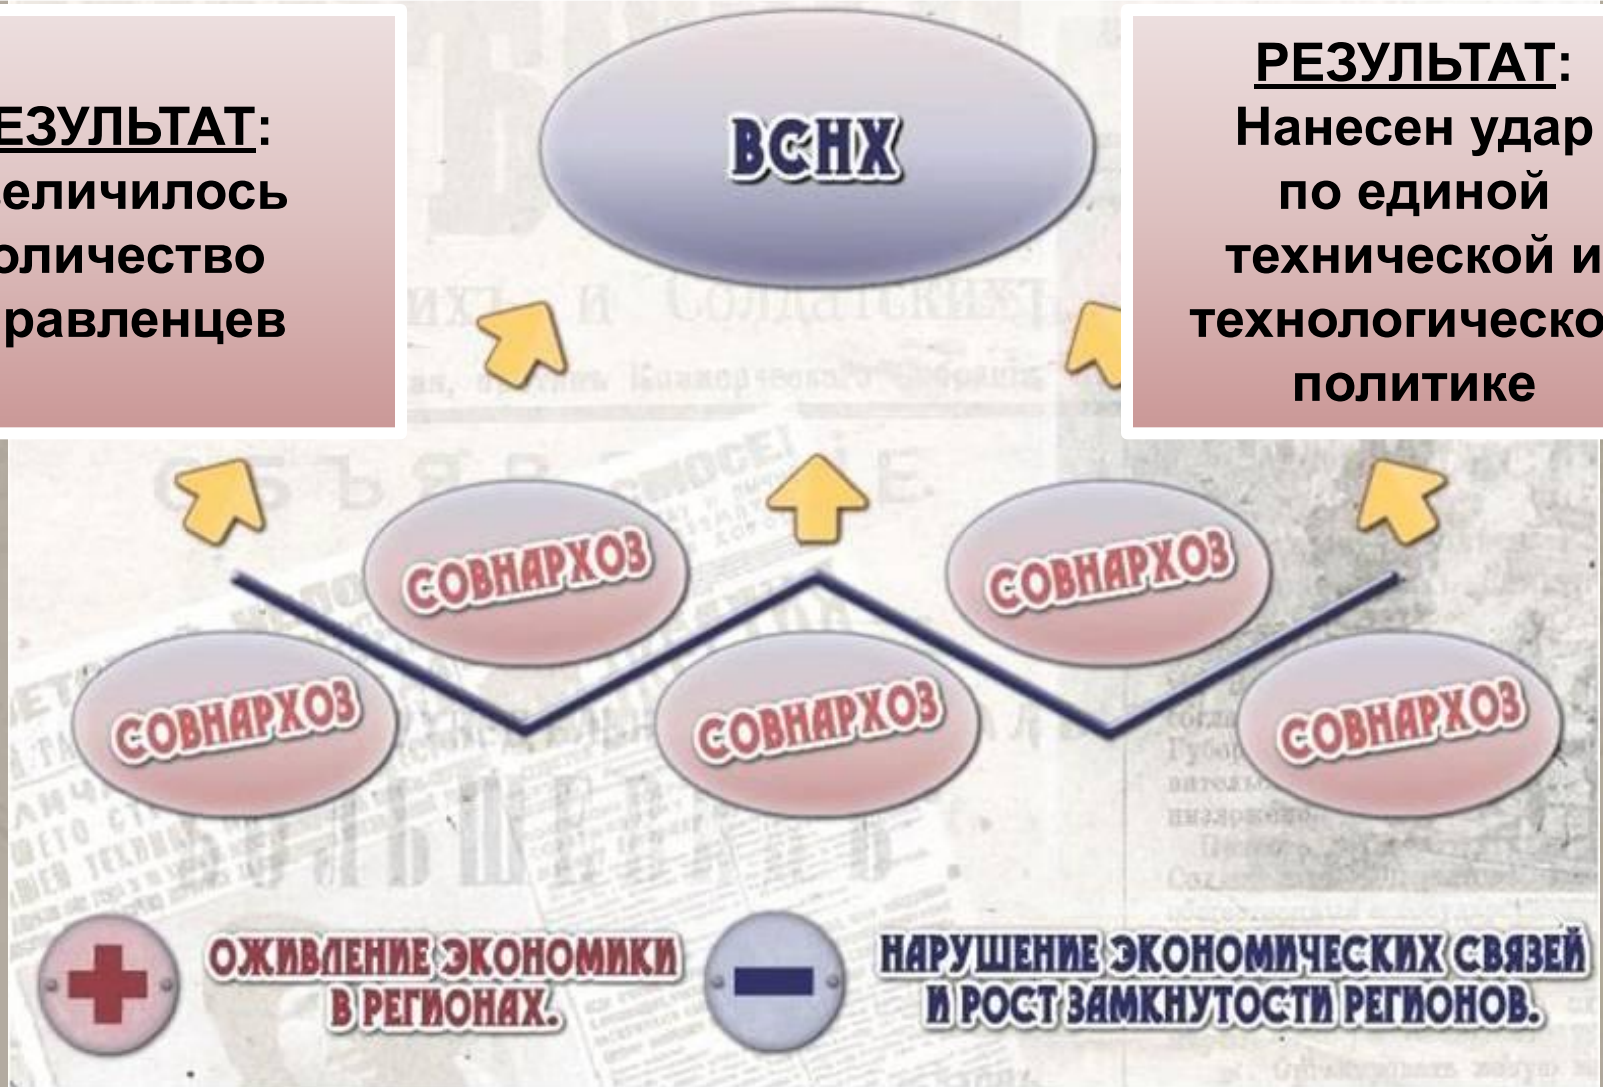 ЕЗУЛЬТАТ:
еличилось
оличество
равленцев
ВСНХ
РЕЗУЛЬТАТ:
Нанесен удар
по единой
технической и
технологическо
политике
СОВНАРХОЗ
СОВНАРХОЗ
СОВНАРХОЗ
СОВНАРХОЗ
СОВНАРХОЗ
ОЖИВЛЕНИЕ ЭКОНОМИКИ
В РЕГИОНАХ.
НАРУШЕНИЕ ЭКОНОМИЧЕСКИХ СВЯЗЕЙ
И РОСТ ЗАМКНУТОСТИ РЕГИОНОВ.